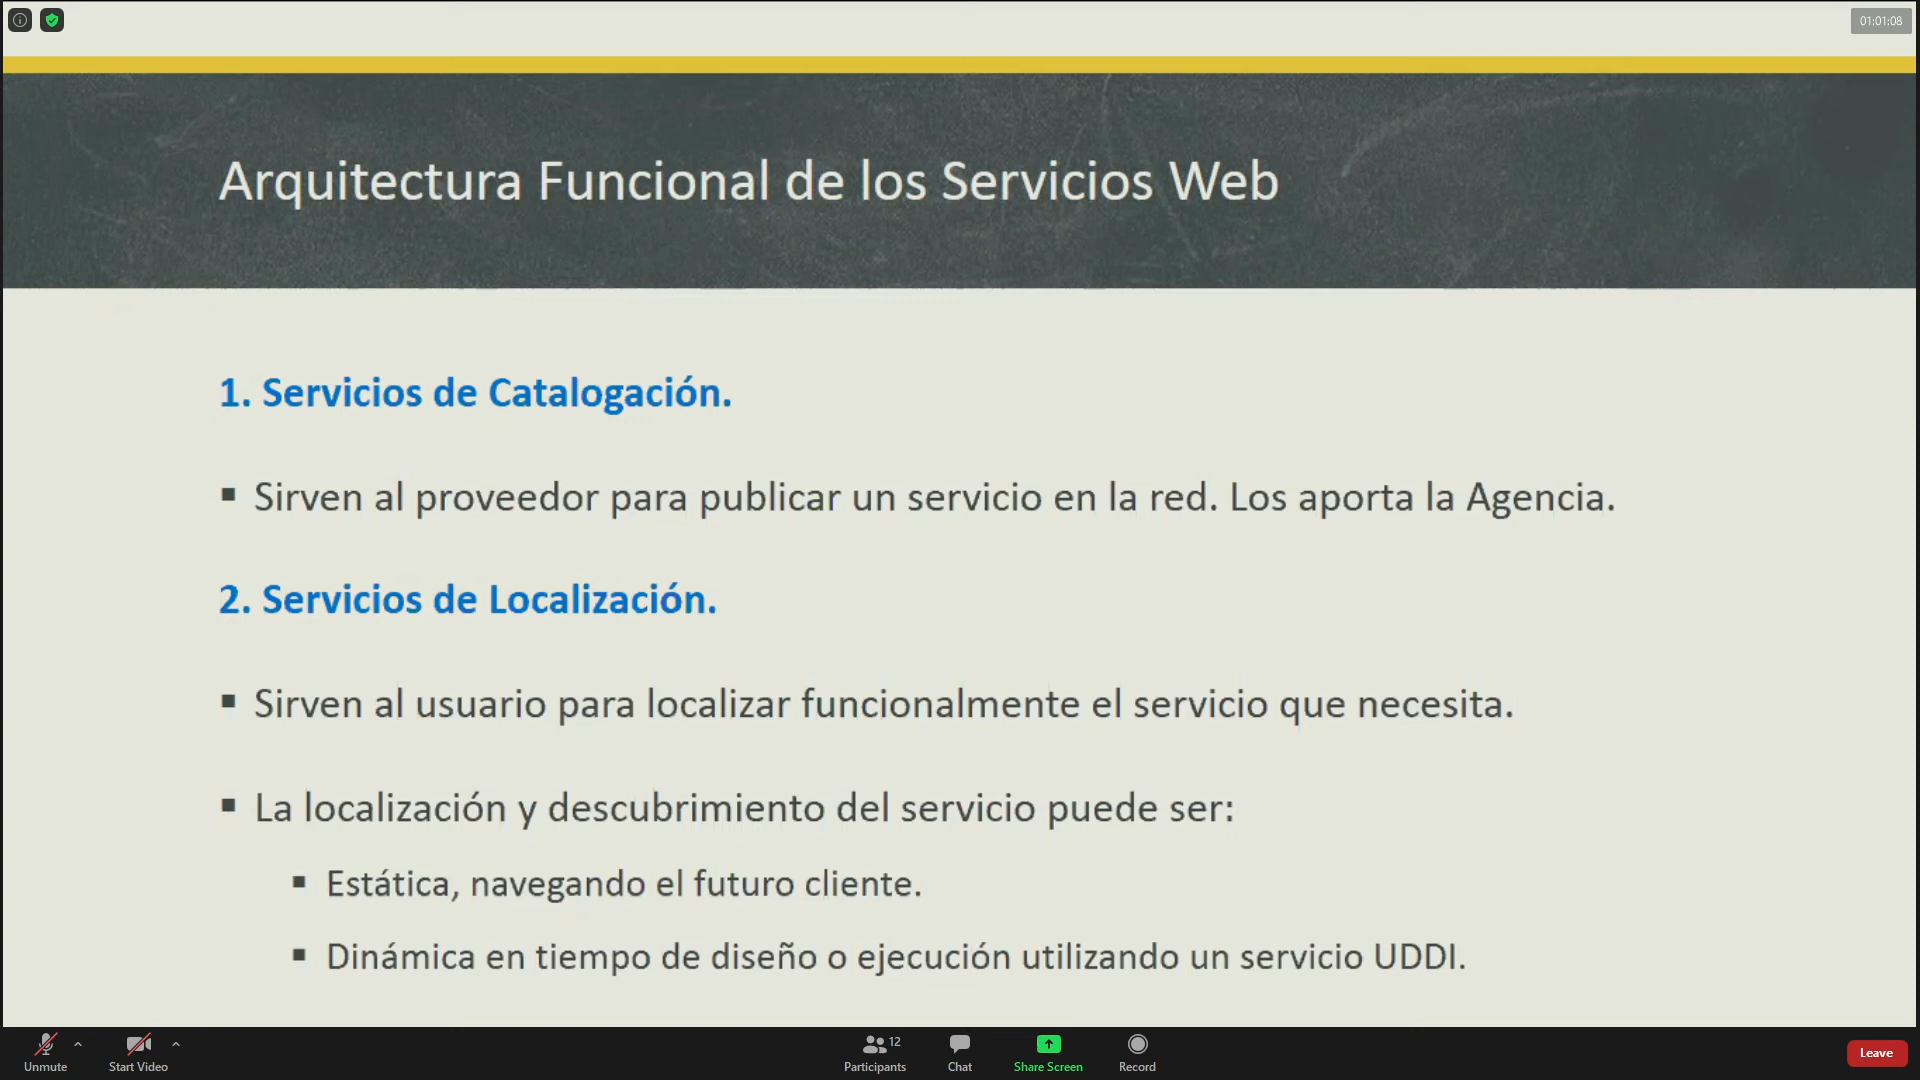 01:01:08
Arquitectura Funcional de los Servicios Web
1. Servicios de Catalogación.
▪ Sirven al proveedor para publicar un servicio en la red. Los aporta la Agencia.
2. Servicios de Localización.
▪ Sirven al usuario para localizar funcionalmente el servicio que necesita.
▪ La localización y descubrimiento del servicio puede ser:
▪ Estática, navegando el futuro cliente.
▪ Dinámica en tiempo de diseño o ejecución utilizando un servicio UDDI.
Unmute
Start Video
12
Participants
Chat
Share Screen
Record
Leave